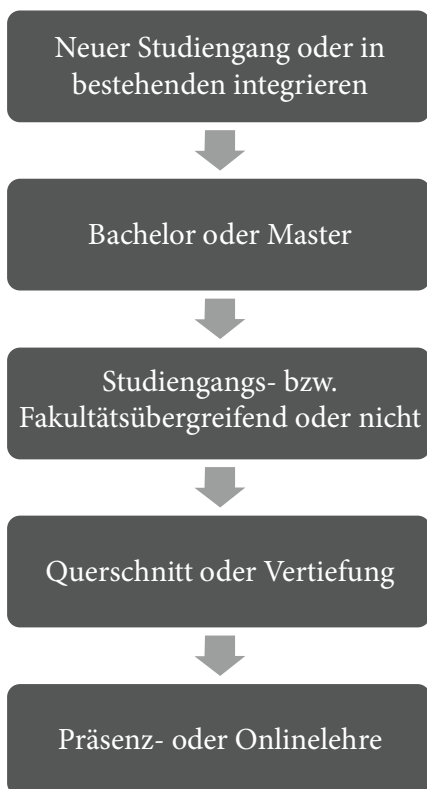 Neuer Studiengang oder in
bestehenden integrieren
Bachelor oder Master
Studiengangs- bzw.
Fakultätsübergreifend oder nicht
Querschnitt oder Vertiefung
Präsenz- oder Onlinelehre